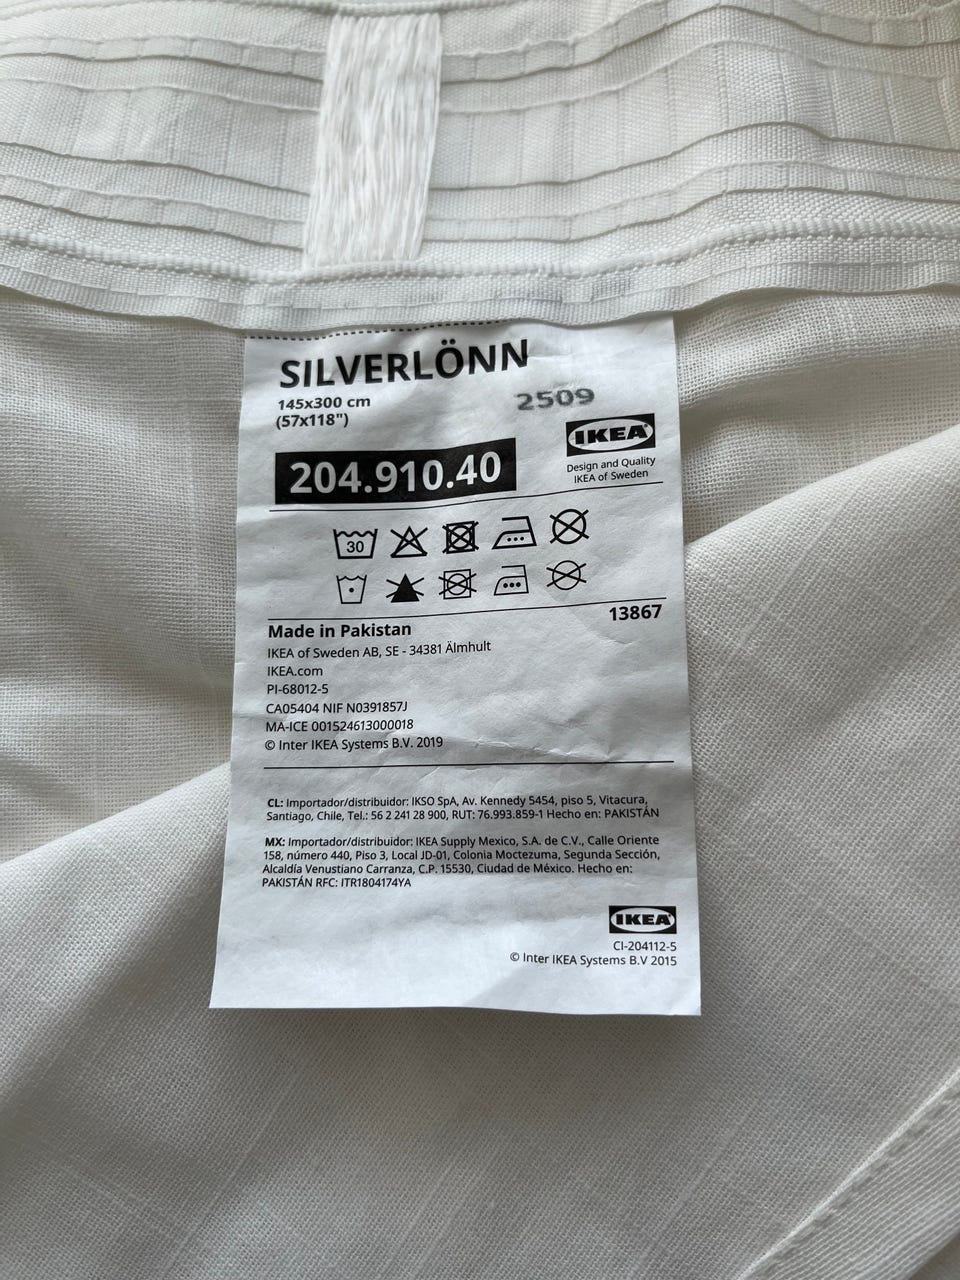 SILVERLÖNN
145x300 cm
(57x118")
2509
IKEA
Design and Quality
IKEA of Sweden
204.910.40
30
13867
Made in Pakistan
IKEA of Sweden AB, SE - 34381 Älmhult
IKEA.com
PI-68012-5
CA05404 NIF N0391857J
MA-ICE 001524613000018
© Inter IKEA Systems B.V. 2019
CL: Importador/distribuidor: IKSO SpA, Av. Kennedy 5454, piso 5, Vitacura,
Santiago, Chile, Tel.: 56 2 241 28 900, RUT: 76.993.859-1 Hecho en: PAKISTÁN
MX: Importador/distribuidor: IKEA Supply Mexico, S.A. de C.V., Calle Oriente
158, número 440, Piso 3, Local JD-01, Colonia Moctezuma, Segunda Sección,
Alcaldía Venustiano Carranza, C.P. 15530, Ciudad de México. Hecho en:
PAKISTÁN RFC: ITR1804174YA
IKEA
CI-204112-5
© Inter IKEA Systems B.V 2015